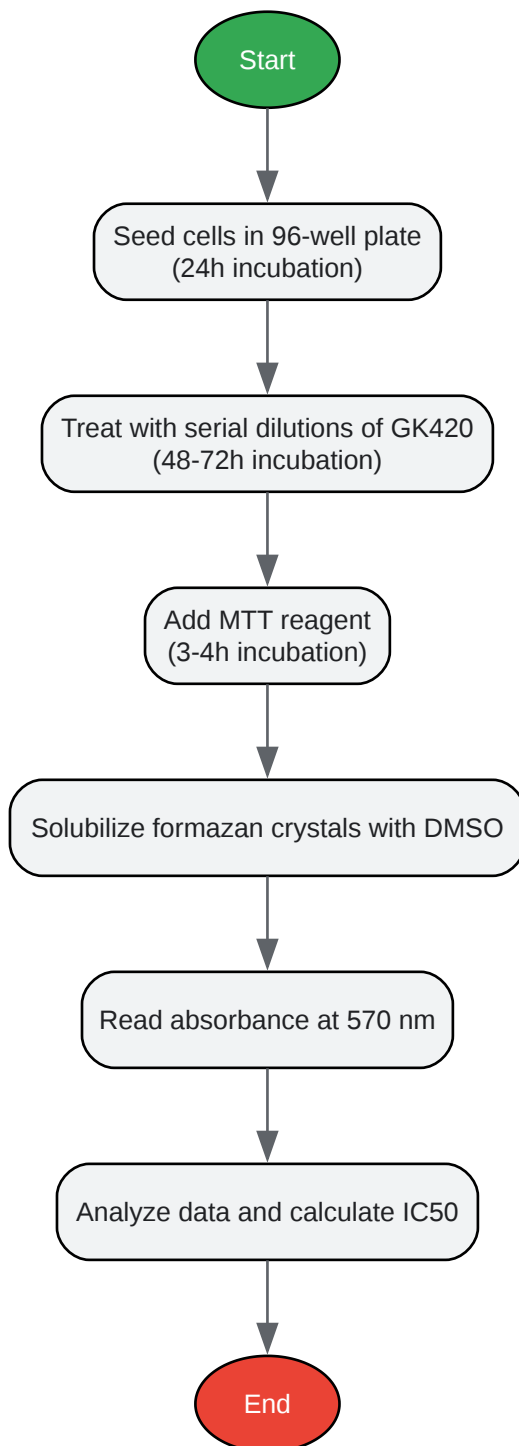 Start
Seed cells in 96-well plate
(24h incubation)
Treat with serial dilutions of GK420
(48-72h incubation)
Add MTT reagent
(3-4h incubation)
Solubilize formazan crystals with DMSO
Read absorbance at 570 nm
Analyze data and calculate IC50
End